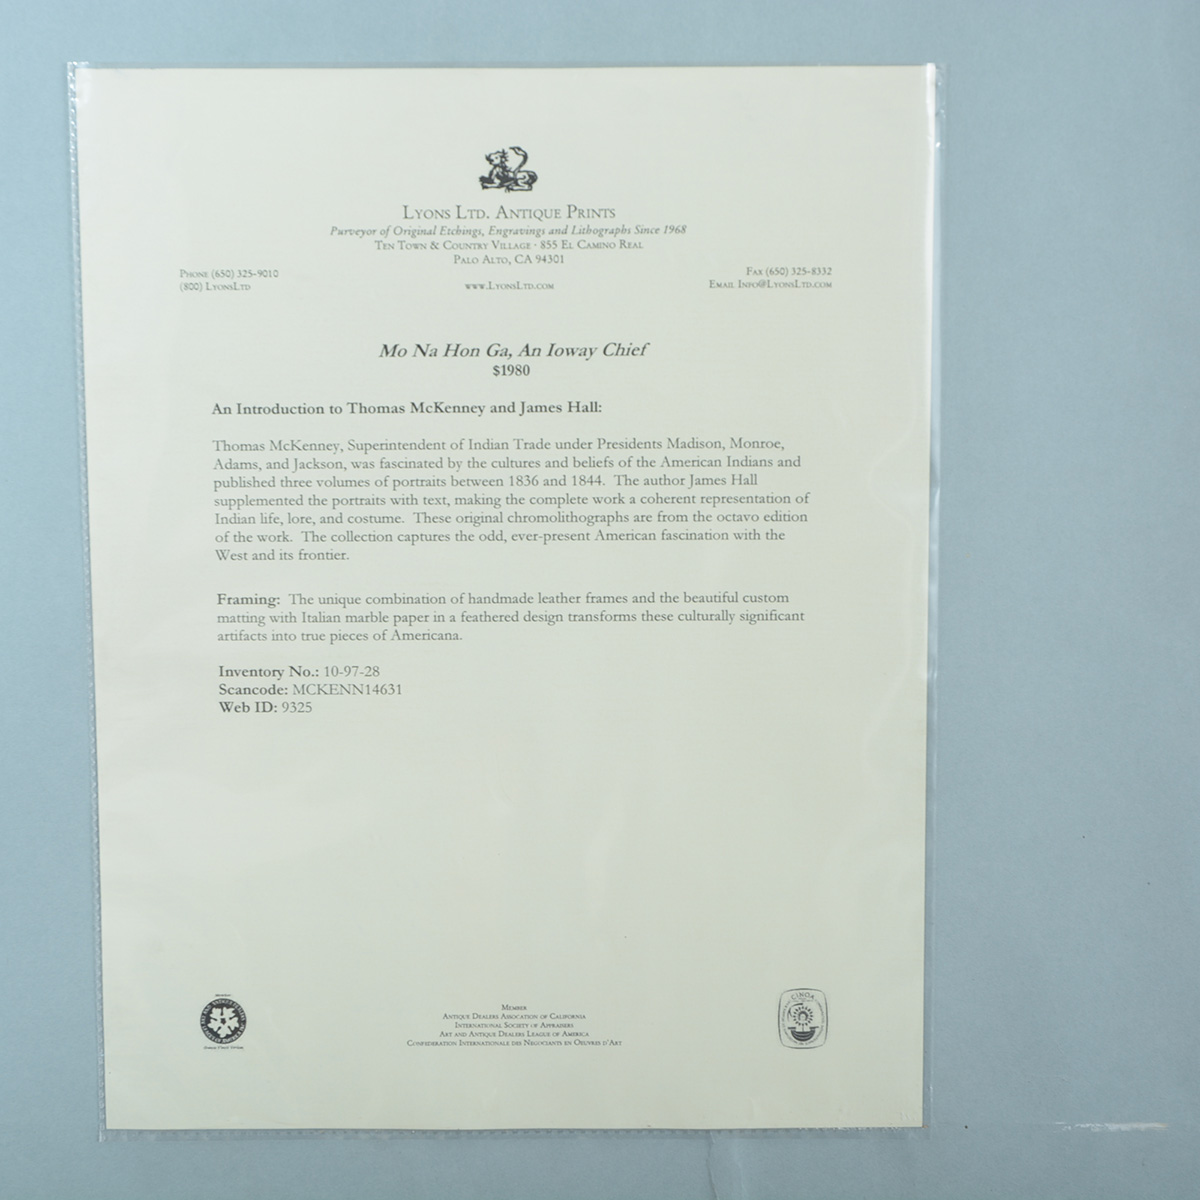 Lyons Ltd. Antique Prints
Purveyor of Original Etchings, Engravings and Lithographs Since 1968
Ten Town & Country Village · 855 El Camino Real
Palo Alto, CA 94301
Phone (650) 325-9010
Fax (650) 325-8332
(800) LyonsLtd
www.LyonsLtd.com
Email Info@LyonsLtd.com
Mo Na Hon Ga, An Ioway Chief
$1980
An Introduction to Thomas McKenney and James Hall:
Thomas McKenney, Superintendent of Indian Trade under Presidents Madison, Monroe,
Adams, and Jackson, was fascinated by the cultures and beliefs of the American Indians and
published three volumes of portraits between 1836 and 1844. The author James Hall
supplemented the portraits with text, making the complete work a coherent representation of
Indian life, lore, and costume. These original chromolithographs are from the octavo edition
of the work. The collection captures the odd, ever-present American fascination with the
West and its frontier.
Framing: The unique combination of handmade leather frames and the beautiful custom
matting with Italian marble paper in a feathered design transforms these culturally significant
artifacts into true pieces of Americana.
Inventory No.: 10-97-28
Scancode: MCKENN14631
Web ID: 9325
Member
Antique Dealers Association of California
International Society of Appraisers
Art and Antique Dealers League of America
Confederation Internationale des Negociants en Oeuvres d'Art
CINOA